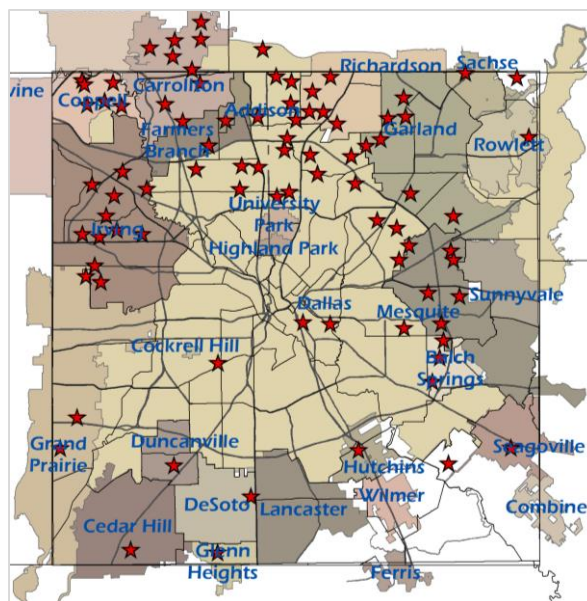 Richardson
Sachse
vine
Coppell
Carrollton
Addison
Farmers
Branch
Garland
Rowlett
Irving
University
Park
Highland Park
Dallas
Mesquite
Sunnyvale
Cockrell Hill
Balch
Springs
Grand
Prairie
Duncanville
Seagoville
Hutchins
DeSoto
Lancaster
Wilmer
Combine
Cedar Hill
Glenn
Heights
Ferris